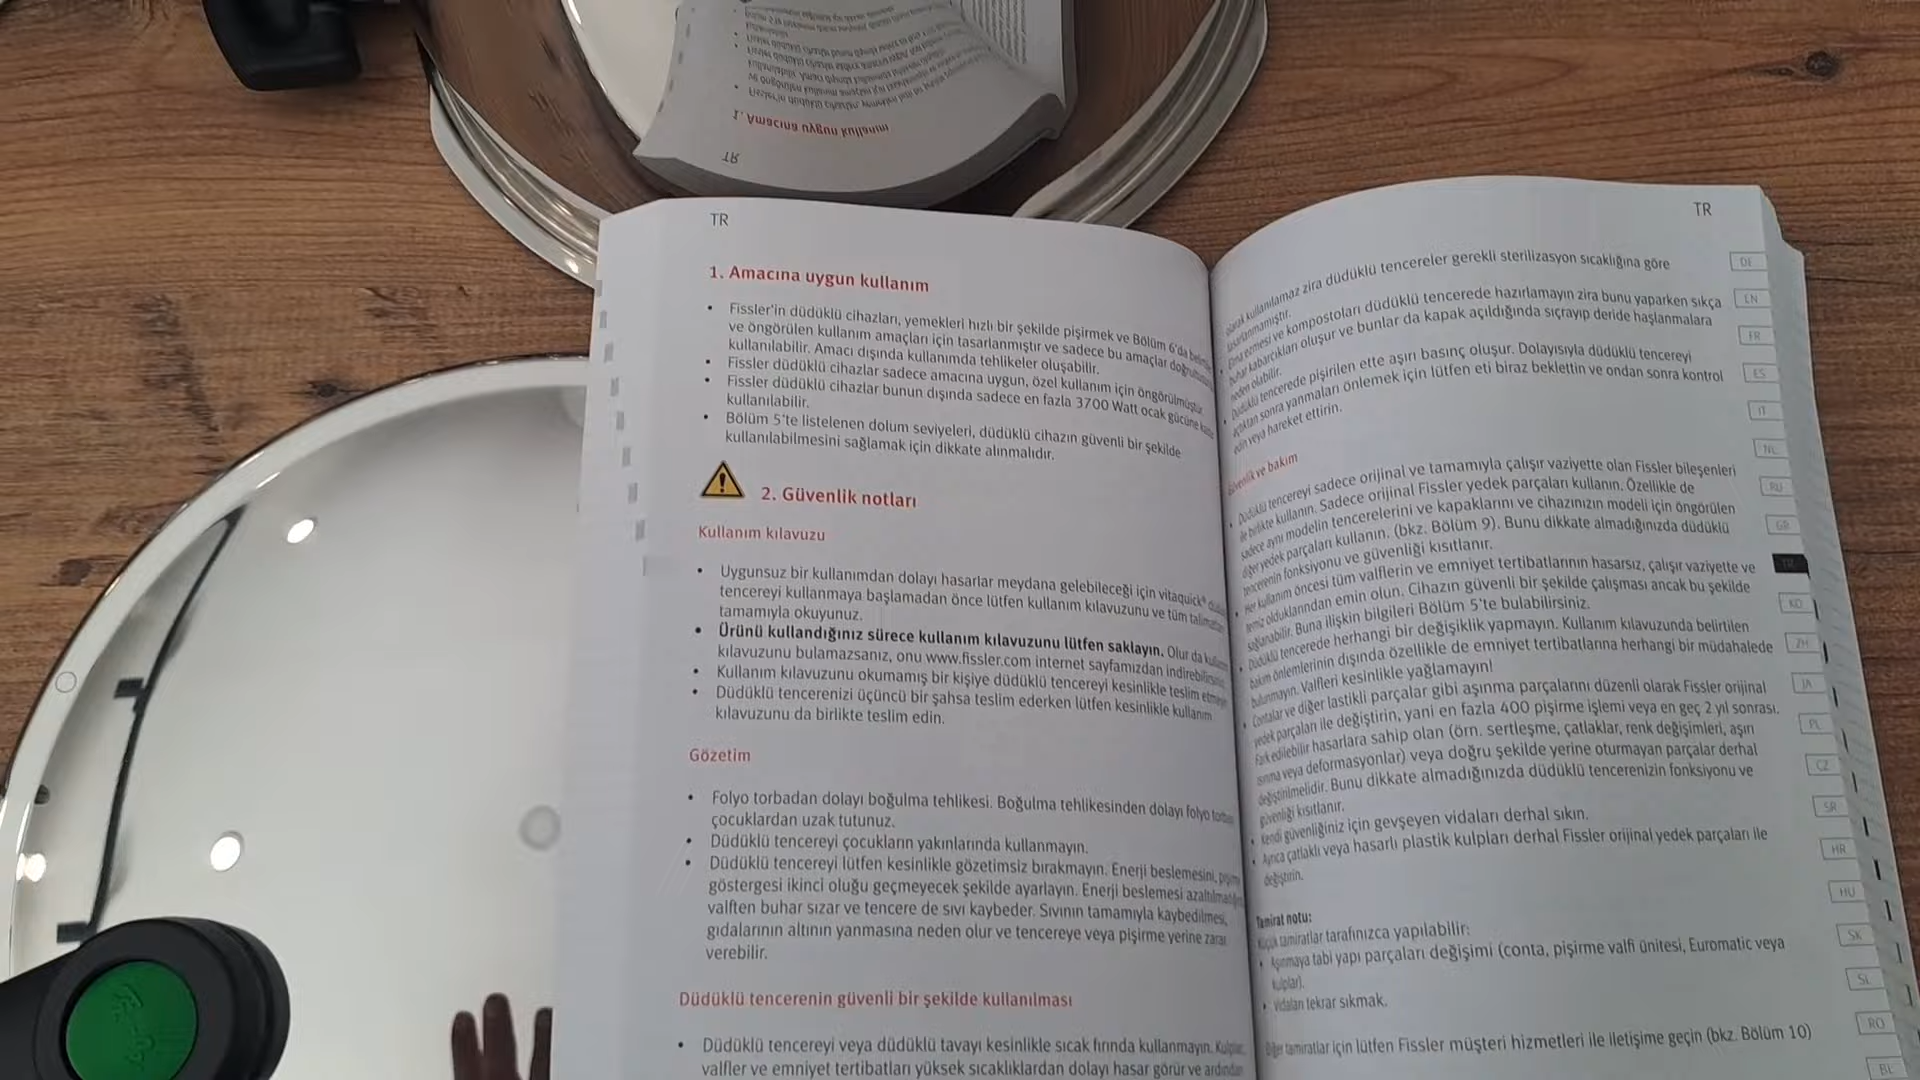 TR
1. Amacına uygun kullanım
• Fissler'in düdüklü cihazları, yemekleri hızlı bir şekilde pişirmek ve Bölüm 6'da
ve öngörülen kullanım amaçları için tasarlanmıştır ve sadece bu amaçlar
kullanılabilir. Amacı dışında kullanımda tehlikeler oluşabilir.
• Fissler düdüklü cihazlar sadece amacına uygun, özel kullanım için öngörülmüştür.
• Fissler düdüklü cihazlar bunun dışında sadece en fazla 3700 Watt ocak gücüne
kullanılabilir.
• Bölüm 5'te listelenen dolum seviyeleri, düdüklü cihazın güvenli bir şekilde
kullanılabilmesini sağlamak için dikkate alınmalıdır.
2. Güvenlik notları
Kullanım kılavuzu
• Uygunsuz bir kullanımdan dolayı hasarlar meydana gelebileceği için vitaquick®
tencereyi kullanmaya başlamadan önce lütfen kullanım kılavuzunu ve tüm
tamamıyla okuyunuz.
• Ürünü kullandığınız sürece kullanım kılavuzunu lütfen saklayın. Olur da
kılavuzunu bulamazsanız, onu www.fissler.com internet sayfamızdan
• Kullanım kılavuzunu okumamış bir kişiye düdüklü tencereyi kesinlikle teslim
• Düdüklü tencerenizi üçüncü bir şahsa teslim ederken lütfen kesinlikle kullanım
kılavuzunu da birlikte teslim edin.
Gözetim
• Folyo torbadan dolayı boğulma tehlikesi. Boğulma tehlikesinden dolayı folyo
çocuklardan uzak tutunuz.
• Düdüklü tencereyi çocukların yakınlarında kullanmayın.
• Düdüklü tencereyi lütfen kesinlikle gözetimsiz bırakmayın. Enerji beslemesini,
göstergesi ikinci oluğu geçmeyecek şekilde ayarlayın. Enerji beslemesi
valften buhar sızar ve tencere de sıvı kaybeder. Sıvının tamamıyla kaybedilmesi,
gıdalarının altının yanmasına neden olur ve tencereye veya pişirme yerine zarar
verebilir.
Düdüklü tencerenin güvenli bir şekilde kullanılması
• Düdüklü tencereyi veya düdüklü tavayı kesinlikle sıcak fırında kullanmayın.
valfler ve emniyet tertibatları yüksek sıcaklıklardan dolayı hasar görür ve
TR
olarak kullanılamaz zira düdüklü tencereler gerekli sterilizasyon sıcaklığına göre
tasarlanmamıştır.
• Elma ezmesi ve kompostoları düdüklü tencerede hazırlamayın zira bunu yaparken sıkça
buhar kabarcıkları oluşur ve bunlar da kapak açıldığında sıçrayıp deride haşlanmalara
neden olabilir.
• Düdüklü tencerede pişirilen ette aşırı basınç oluşur. Dolayısıyla düdüklü tencereyi
açtıktan sonra yanmaları önlemek için lütfen eti biraz beklettin ve ondan sonra kontrol
edin veya hareket ettirin.
Güvenlik ve bakım
• Düdüklü tencereyi sadece orijinal ve tamamıyla çalışır vaziyette olan Fissler bileşenleri
ile birlikte kullanın. Sadece orijinal Fissler yedek parçaları kullanın. Özellikle de
sadece aynı modelin tencerelerini ve kapaklarını ve cihazınızın modeli için öngörülen
diğer yedek parçaları kullanın. (bkz. Bölüm 9). Bunu dikkate almadığınızda düdüklü
tencerenin fonksiyonu ve güvenliği kısıtlanır.
• Her kullanım öncesi tüm valflerin ve emniyet tertibatlarının hasarsız, çalışır vaziyette ve
temiz olduklarından emin olun. Cihazın güvenli bir şekilde çalışması ancak bu şekilde
sağlanabilir. Buna ilişkin bilgileri Bölüm 5'te bulabilirsiniz.
• Düdüklü tencerede herhangi bir değişiklik yapmayın. Kullanım kılavuzunda belirtilen
bakım önlemlerinin dışında özellikle de emniyet tertibatlarına herhangi bir müdahalede
bulunmayın. Valfleri kesinlikle yağlamayın!
• Contalar ve diğer lastikli parçalar gibi aşınma parçalarını düzenli olarak Fissler orijinal
yedek parçaları ile değiştirin, yani en fazla 400 pişirme işlemi veya en geç 2 yıl sonrası.
Fark edilebilir hasarlara sahip olan (örn. sertleşme, çatlaklar, renk değişimleri, aşırı
ısınma veya deformasyonlar) veya doğru şekilde yerine oturmayan parçalar derhal
değiştirilmelidir. Bunu dikkate almadığınızda düdüklü tencerenizin fonksiyonu ve
güvenliği kısıtlanır.
• Kendi güvenliğiniz için gevşeyen vidaları derhal sıkın.
• Ayrıca çatlaklı veya hasarlı plastik kulpları derhal Fissler orijinal yedek parçaları ile
değiştirin.
Tamirat notu:
Küçük tamiratlar tarafınızca yapılabilir:
• Aşınmaya tabi yapı parçaları değişimi (conta, pişirme valfi ünitesi, Euromatic veya
kulplar).
• Vidaları tekrar sıkmak.
Diğer tamiratlar için lütfen Fissler müşteri hizmetleri ile iletişime geçin (bkz. Bölüm 10)
DE
EN
FR
ES
IT
NL
RU
GR
TR
KO
ZH
JA
PL
CZ
SR
HR
HU
SK
SL
RO